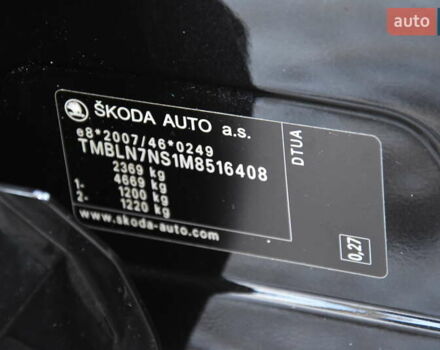 auto
ŠKODA AUTO a.s.
e8*2007/46*0249
TMBLN7NS1M8516408
2369 kg
4669 kg
1- 1200 kg
2- 1220 kg
www.skoda-auto.com
DTUA
0,27